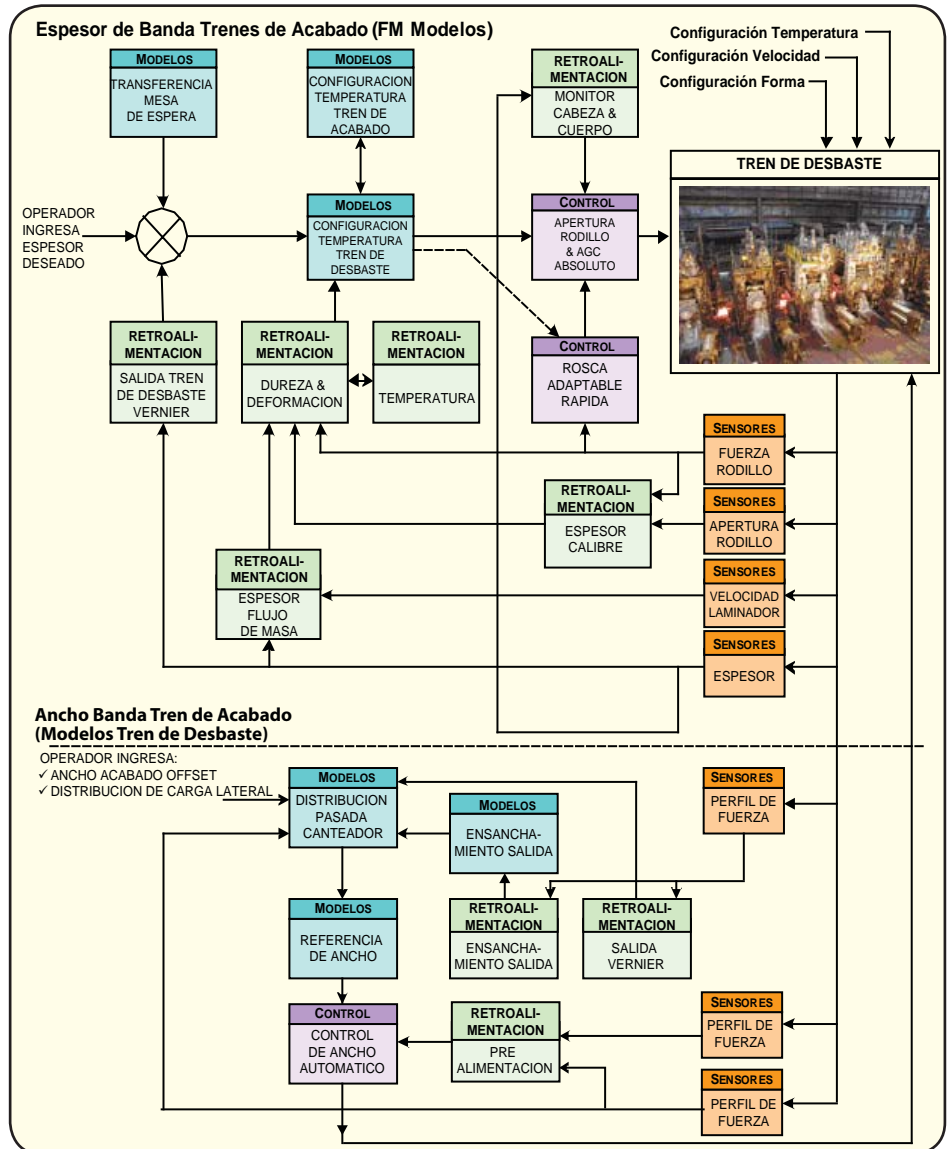 Espesor de Banda Trenes de Acabado (FM Modelos)
Configuración Temperatura
Configuración Velocidad
Configuración Forma
MODELOS
TRANSFERENCIA
MESA
DE ESPERA
MODELOS
CONFIGURACION
TEMPERATURA
TREN DE
ACABADO
RETROALI-
MENTACION
MONITOR
CABEZA &
CUERPO
TREN DE DESBASTE
OPERADOR
INGRESA
ESPESOR
DESEADO
MODELOS
CONFIGURACION
TEMPERATURA
TREN DE
DESBASTE
CONTROL
APERTURA
RODILLO
& AGC
ABSOLUTO
RETROALI-
MENTACION
SALIDA TREN
DE DESBASTE
VERNIER
RETROALI-
MENTACION
DUREZA &
DEFORMACION
RETROALI-
MENTACION
TEMPERATURA
CONTROL
ROSCA
ADAPTABLE
RAPIDA
SENSORES
FUERZA
RODILLO
RETROALI-
MENTACION
ESPESOR
CALIBRE
SENSORES
APERTURA
RODILLO
RETROALI-
MENTACION
ESPESOR
FLUJO
DE MASA
SENSORES
VELOCIDAD
LAMINADOR
SENSORES
ESPESOR
Ancho Banda Tren de Acabado
(Modelos Tren de Desbaste)
OPERADOR INGRESA:
✓ ANCHO ACABADO OFFSET
✓ DISTRIBUCION DE CARGA LATERAL
MODELOS
DISTRIBUCION
PASADA
CANTEADOR
MODELOS
ENSANCHA-
MIENTO SALIDA
SENSORES
PERFIL DE
FUERZA
MODELOS
REFERENCIA
DE ANCHO
RETROALI-
MENTACION
ENSANCHA-
MIENTO SALIDA
RETROALI-
MENTACION
SALIDA
VERNIER
CONTROL
CONTROL
DE ANCHO
AUTOMATICO
RETROALI-
MENTACION
PRE
ALIMENTACION
SENSORES
PERFIL DE
FUERZA
SENSORES
PERFIL DE
FUERZA